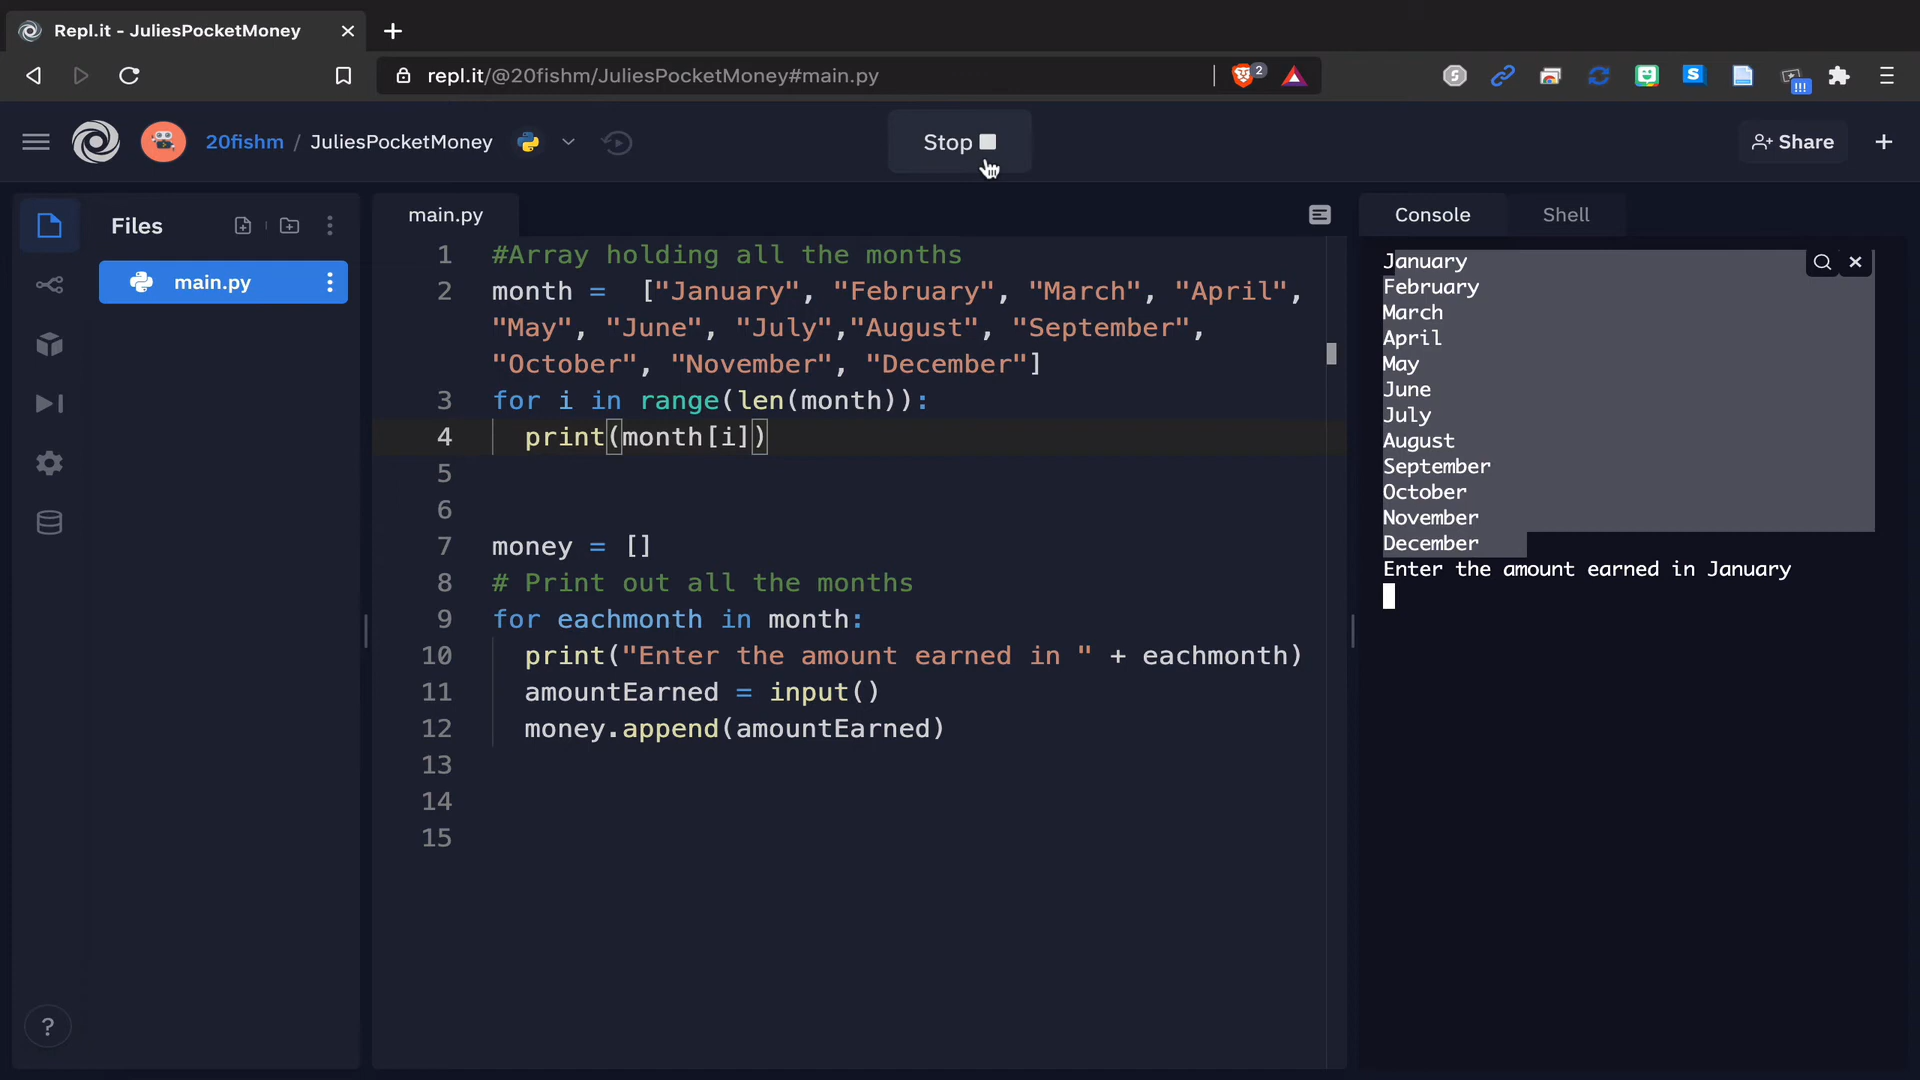 Repl.it - JuliesPocketMoney
repl.it/@20fishm/JuliesPocketMoney#main.py
2
S
S
!!!
20fishm / JuliesPocketMoney
Stop
Share
Files
main.py
main.py
1 #Array holding all the months
2 month =  ["January", "February", "March", "April",
"May", "June", "July","August", "September",
"October", "November", "December"]
3 for i in range(len(month)):
4 print(month[i])
5
6
7 money = []
8 # Print out all the months
9 for eachmonth in month:
10 print("Enter the amount earned in " + eachmonth)
11 amountEarned = input()
12 money.append(amountEarned)
13
14
15
Console
Shell
January
February
March
April
May
June
July
August
September
October
November
December
Enter the amount earned in January
?